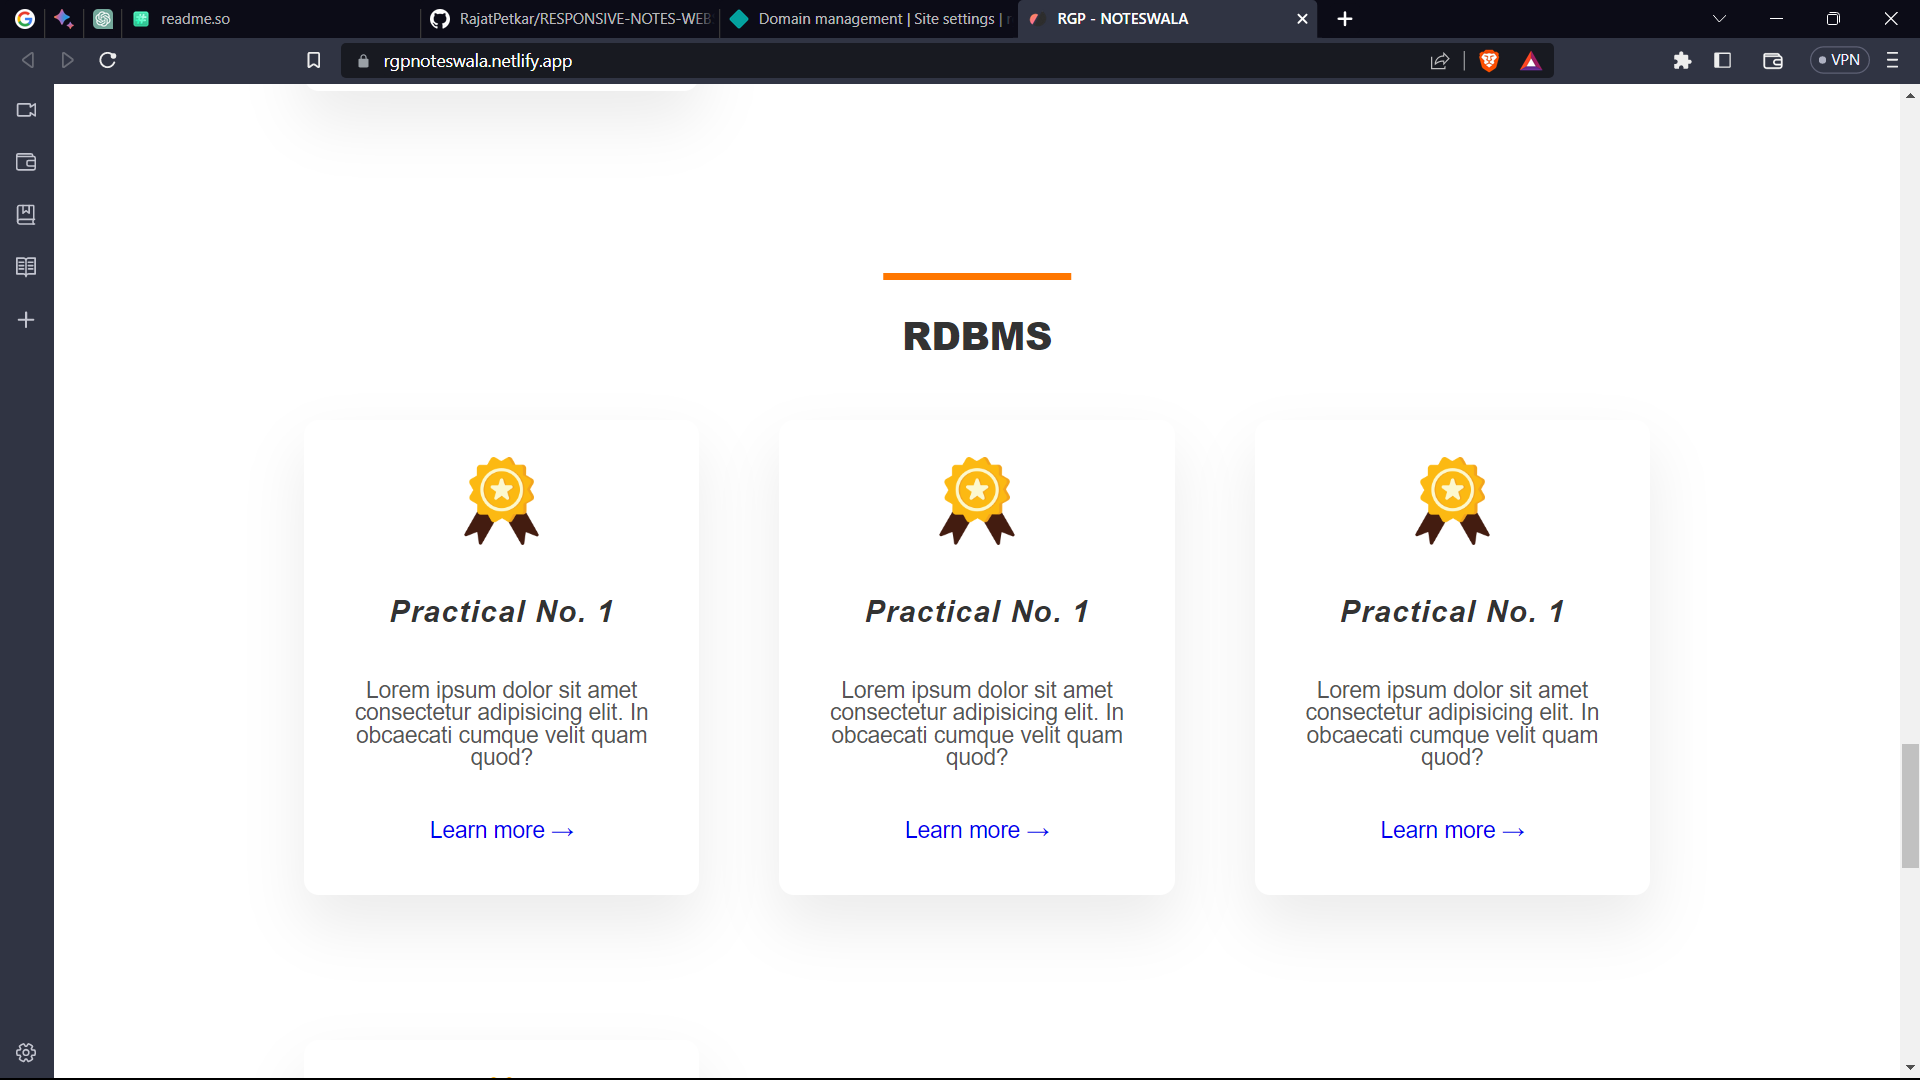 readme.so
RajatPetkar/RESPONSIVE-NOTES-WEB
Domain management | Site settings |
RGP - NOTESWALA
rgpnoteswala.netlify.app
VPN
RDBMS
Practical No. 1
Lorem ipsum dolor sit amet
consectetur adipisicing elit. In
obcaecati cumque velit quam
quod?
Learn more →
Practical No. 1
Lorem ipsum dolor sit amet
consectetur adipisicing elit. In
obcaecati cumque velit quam
quod?
Learn more →
Practical No. 1
Lorem ipsum dolor sit amet
consectetur adipisicing elit. In
obcaecati cumque velit quam
quod?
Learn more →